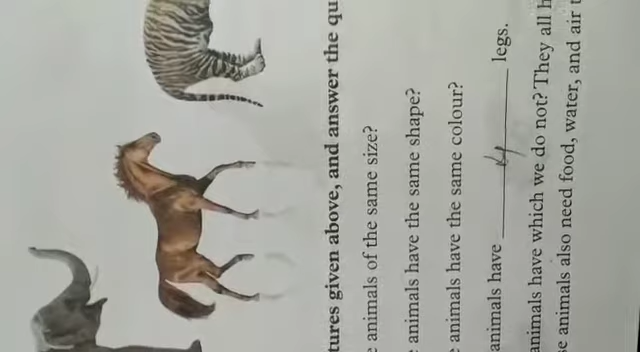 tures given above, and answer the qu
e animals of the same size?
e animals have the same shape?
e animals have the same colour?
animals have 4 legs.
animals have which we do not? They all h
se animals also need food, water, and air t